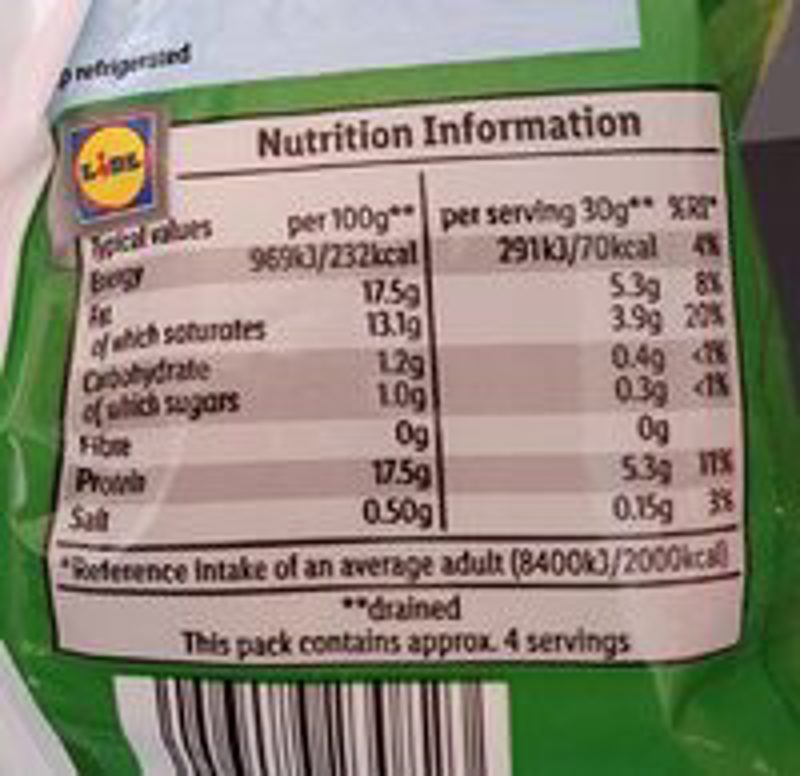 refrigerated
LIDL
Nutrition Information
Typical values per 100g** per serving 30g** %RI*
Energy 969kJ/232kcal 291kJ/70kcal 4%
Fat 17.5g 5.3g 8%
of which saturates 13.1g 3.9g 20%
Carbohydrate 1.2g 0.4g <1%
of which sugars 1.0g 0.3g <1%
Fibre 0g 0g
Protein 17.5g 5.3g 11%
Salt 0.50g 0.15g 3%
*Reference intake of an average adult (8400kJ/2000kcal)
**drained
This pack contains approx. 4 servings